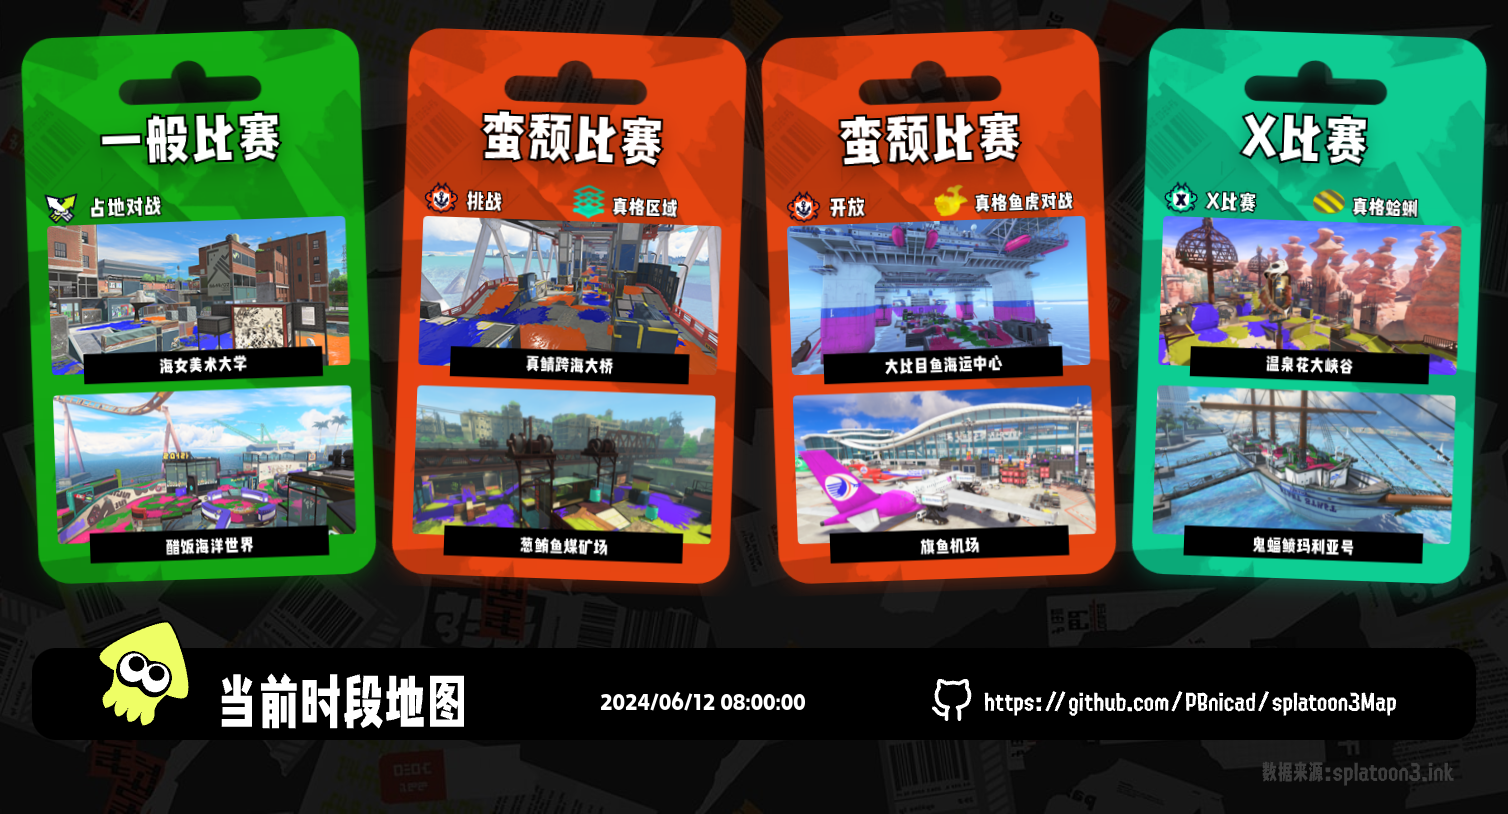 一般比赛
占地对战
海女美术大学
醋饭海洋世界
蛮颓比赛
挑战
真格区域
真鲭跨海大桥
葱鲔鱼煤矿场
蛮颓比赛
开放
真格鱼虎对战
大比目鱼海运中心
旗鱼机场
X比赛
X比赛
真格蛤蜊
温泉花大峡谷
鬼蝠鲼玛利亚号
当前时段地图
2024/06/12 08:00:00
https://github.com/PBnicad/splatoon3Map
数据来源:splatoon3.ink